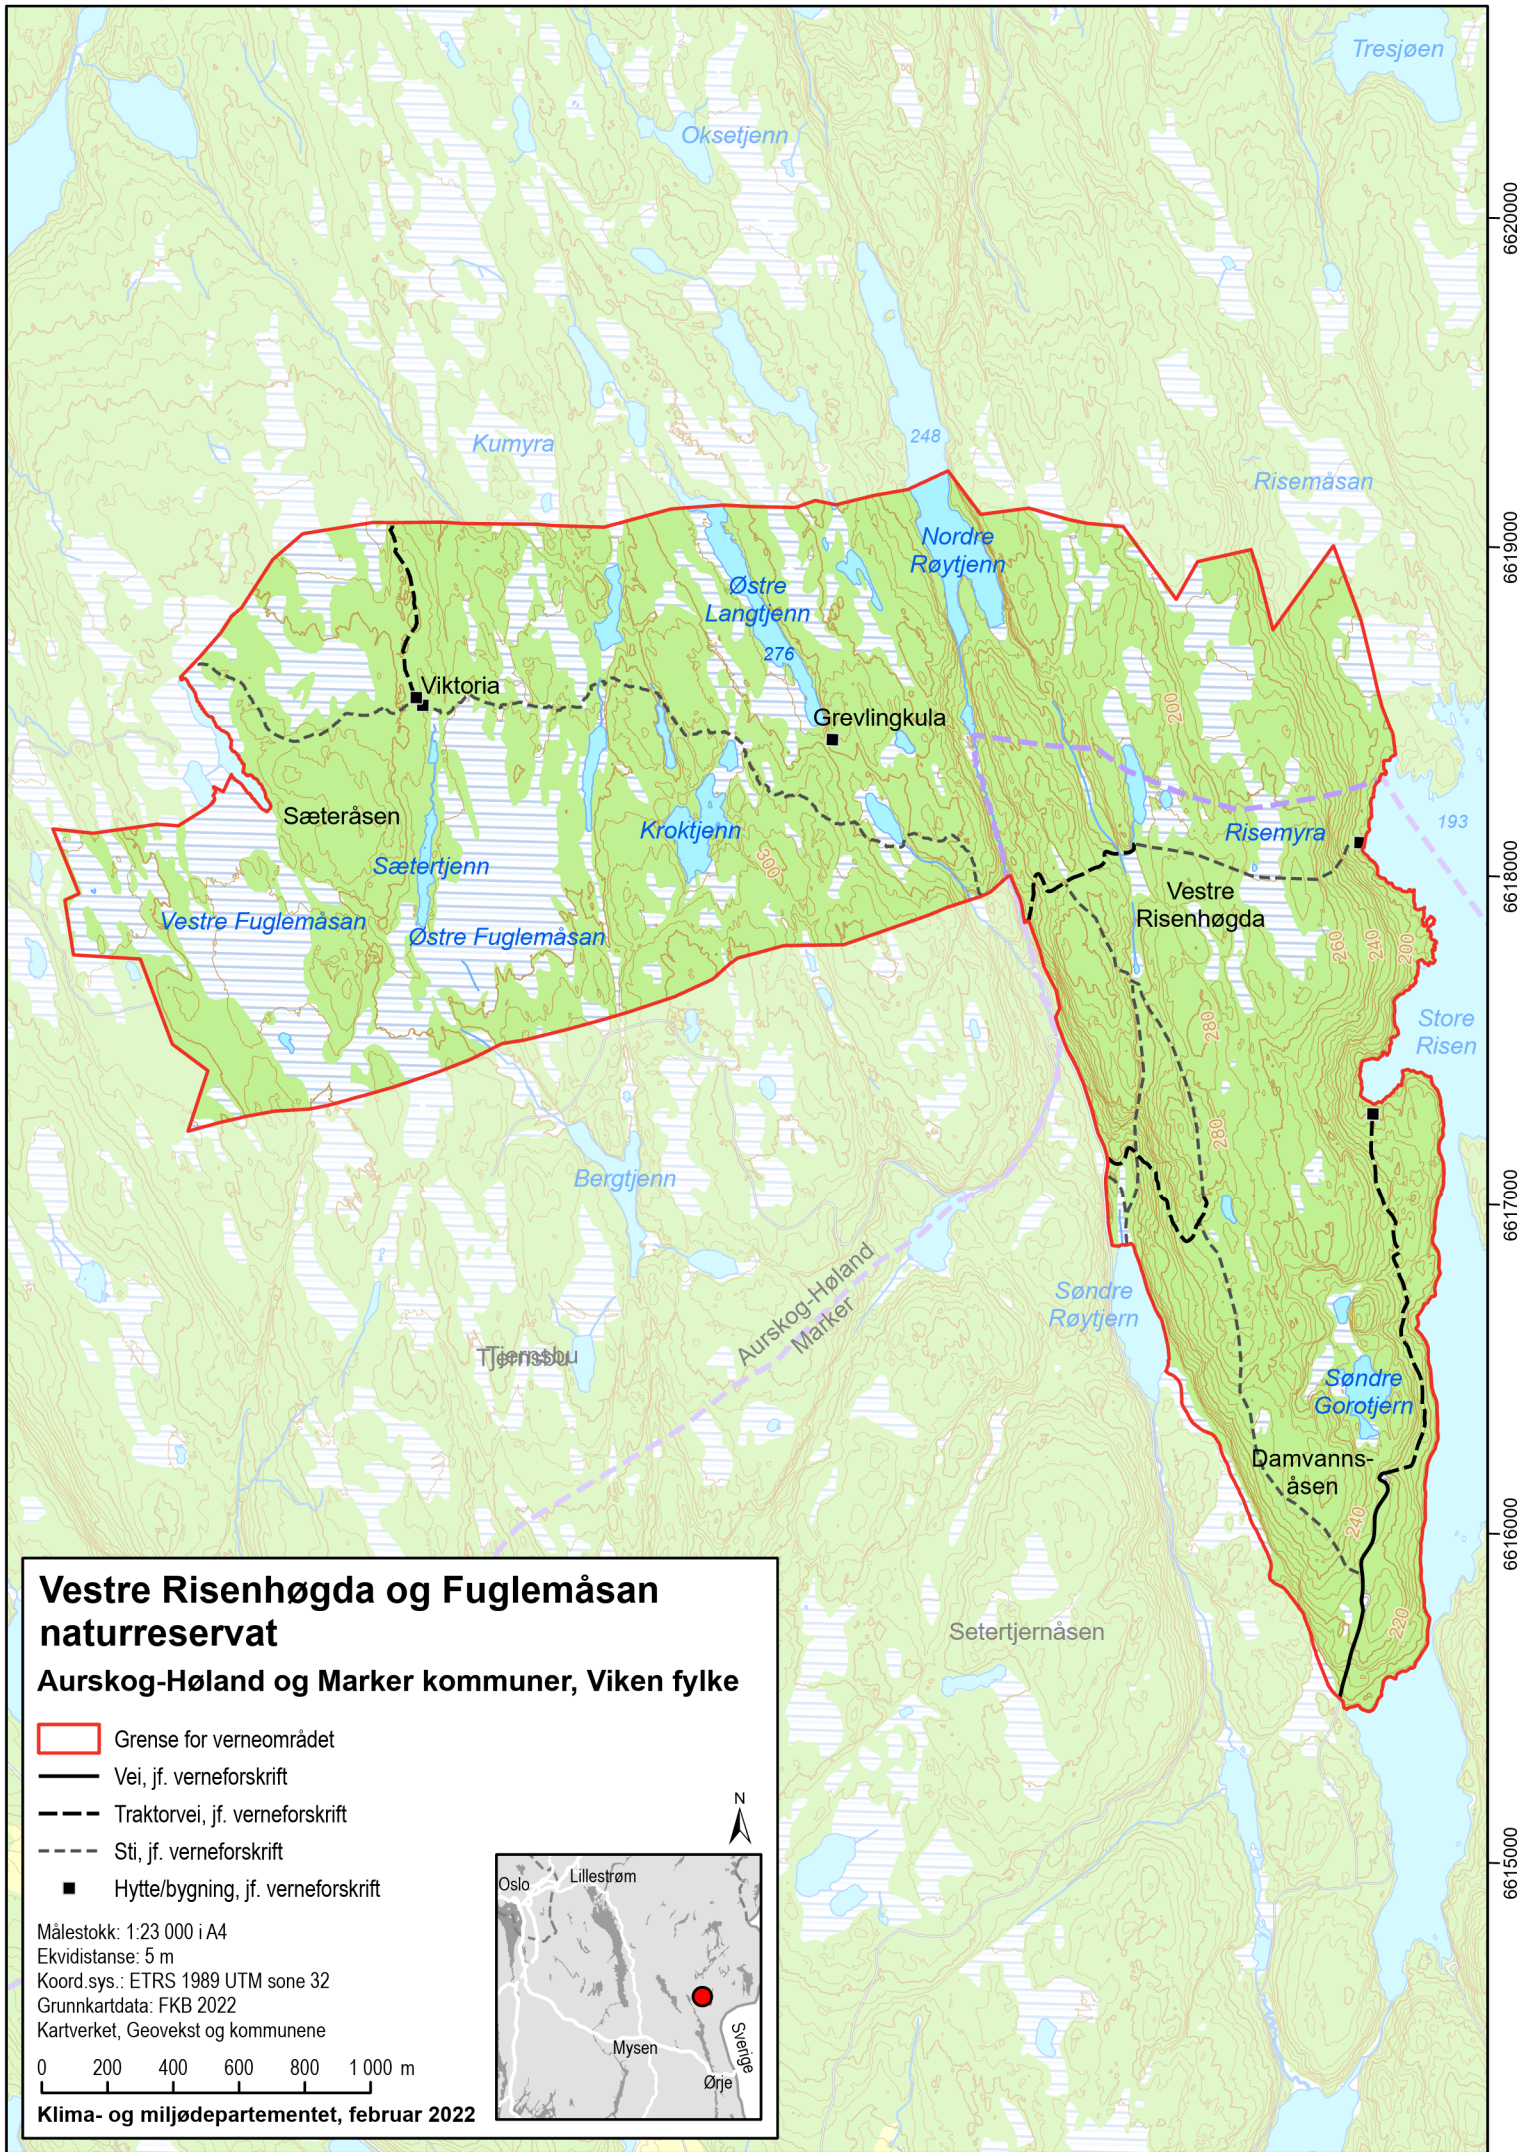 Tresjøen
Oksetjenn
6620000
248
Kumyra
Risemåsan
Nordre
Røytjenn
6619000
Østre
Langtjenn
276
Viktoria
200
Grevlingkula
Sæteråsen
Kroktjenn
Risemyra
193
Sætertjenn
300
6618000
Vestre
Risenhøgda
Vestre Fuglemåsan
Østre Fuglemåsan
260
240
200
280
Store
Risen
280
Bergtjenn
6617000
Aurskog-Høland
Marker
Søndre
Røytjern
Tjernsbu
Tjernsbu
Søndre
Gorotjern
Damvanns-
åsen
240
6616000
220
Setertjernåsen
6615000
Vestre Risenhøgda og Fuglemåsan
naturreservat
Aurskog-Høland og Marker kommuner, Viken fylke
Grense for verneområdet
Vei, jf. verneforskrift
Traktorvei, jf. verneforskrift
Sti, jf. verneforskrift
Hytte/bygning, jf. verneforskrift
Målestokk: 1:23 000 i A4
Ekvidistanse: 5 m
Koord.sys.: ETRS 1989 UTM sone 32
Grunnkartdata: FKB 2022
Kartverket, Geovekst og kommunene
0 200 400 600 800 1 000 m
Klima- og miljødepartementet, februar 2022
N
Oslo
Lillestrøm
Mysen
Sverige
Ørje